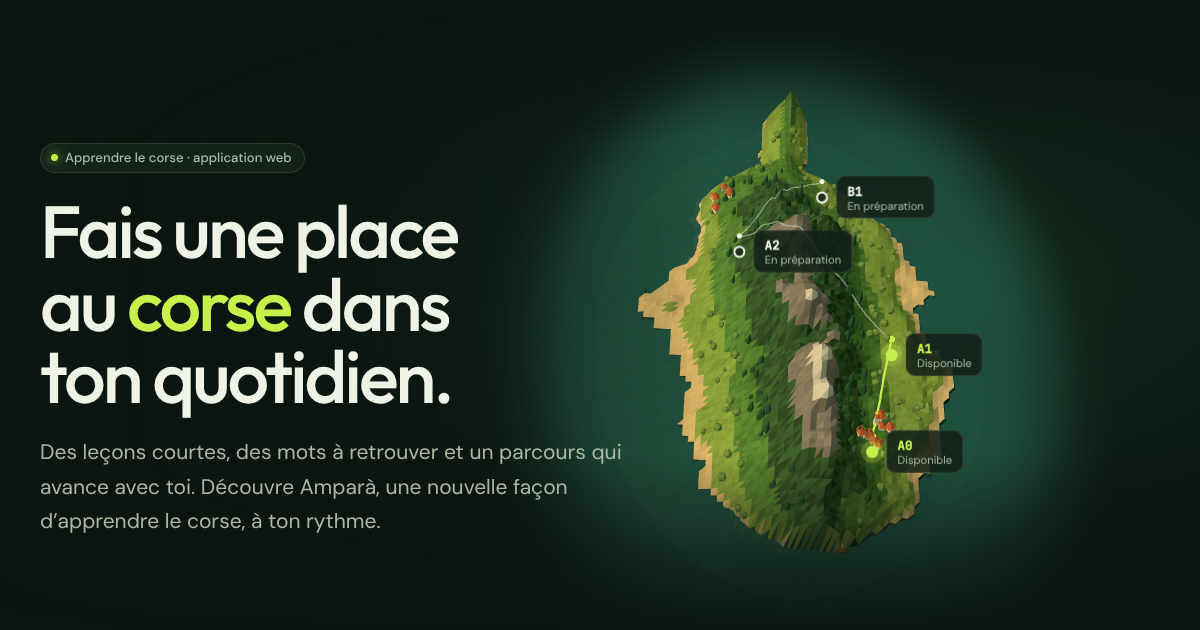 Apprendre le corse · application web
Fais une place
au corse dans
ton quotidien.
Des leçons courtes, des mots à retrouver et un parcours qui
avance avec toi. Découvre Amparà, une nouvelle façon
d’apprendre le corse, à ton rythme.
B1
En préparation
A2
En préparation
A1
Disponible
A0
Disponible